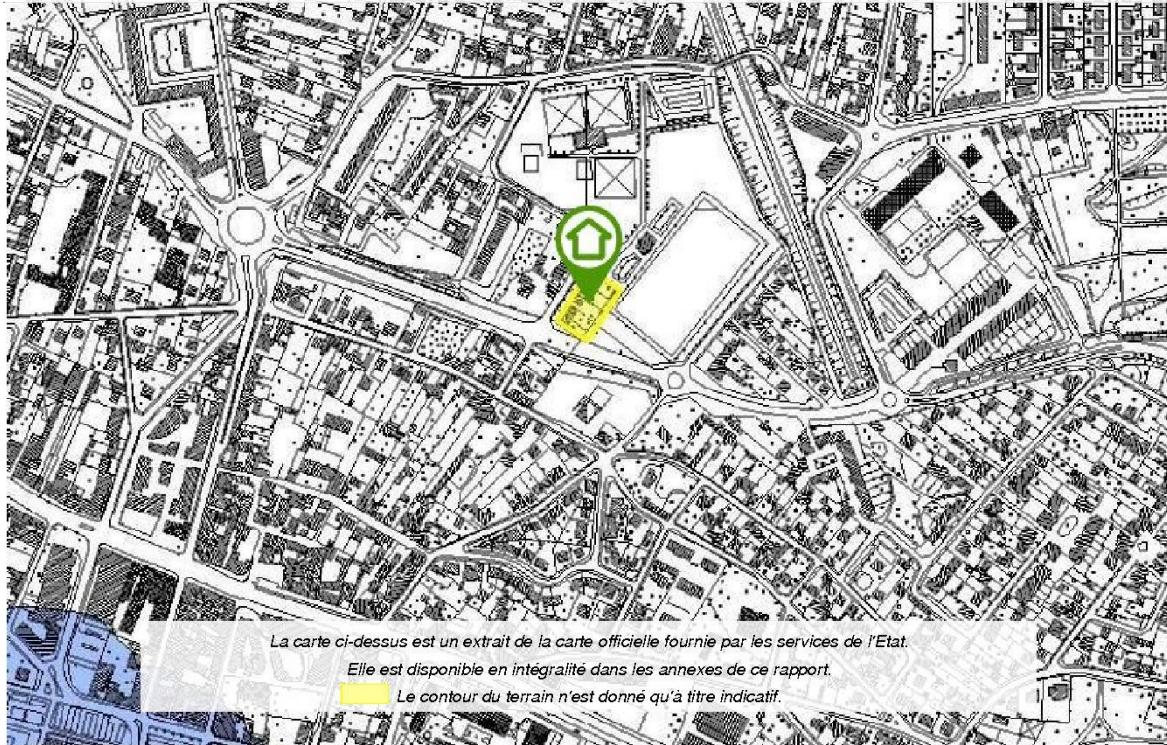 La carte ci-dessus est un extrait de la carte officielle fournie par les services de l'Etat.
Elle est disponible en intégralité dans les annexes de ce rapport.
Le contour du terrain n'est donné qu'à titre indicatif.